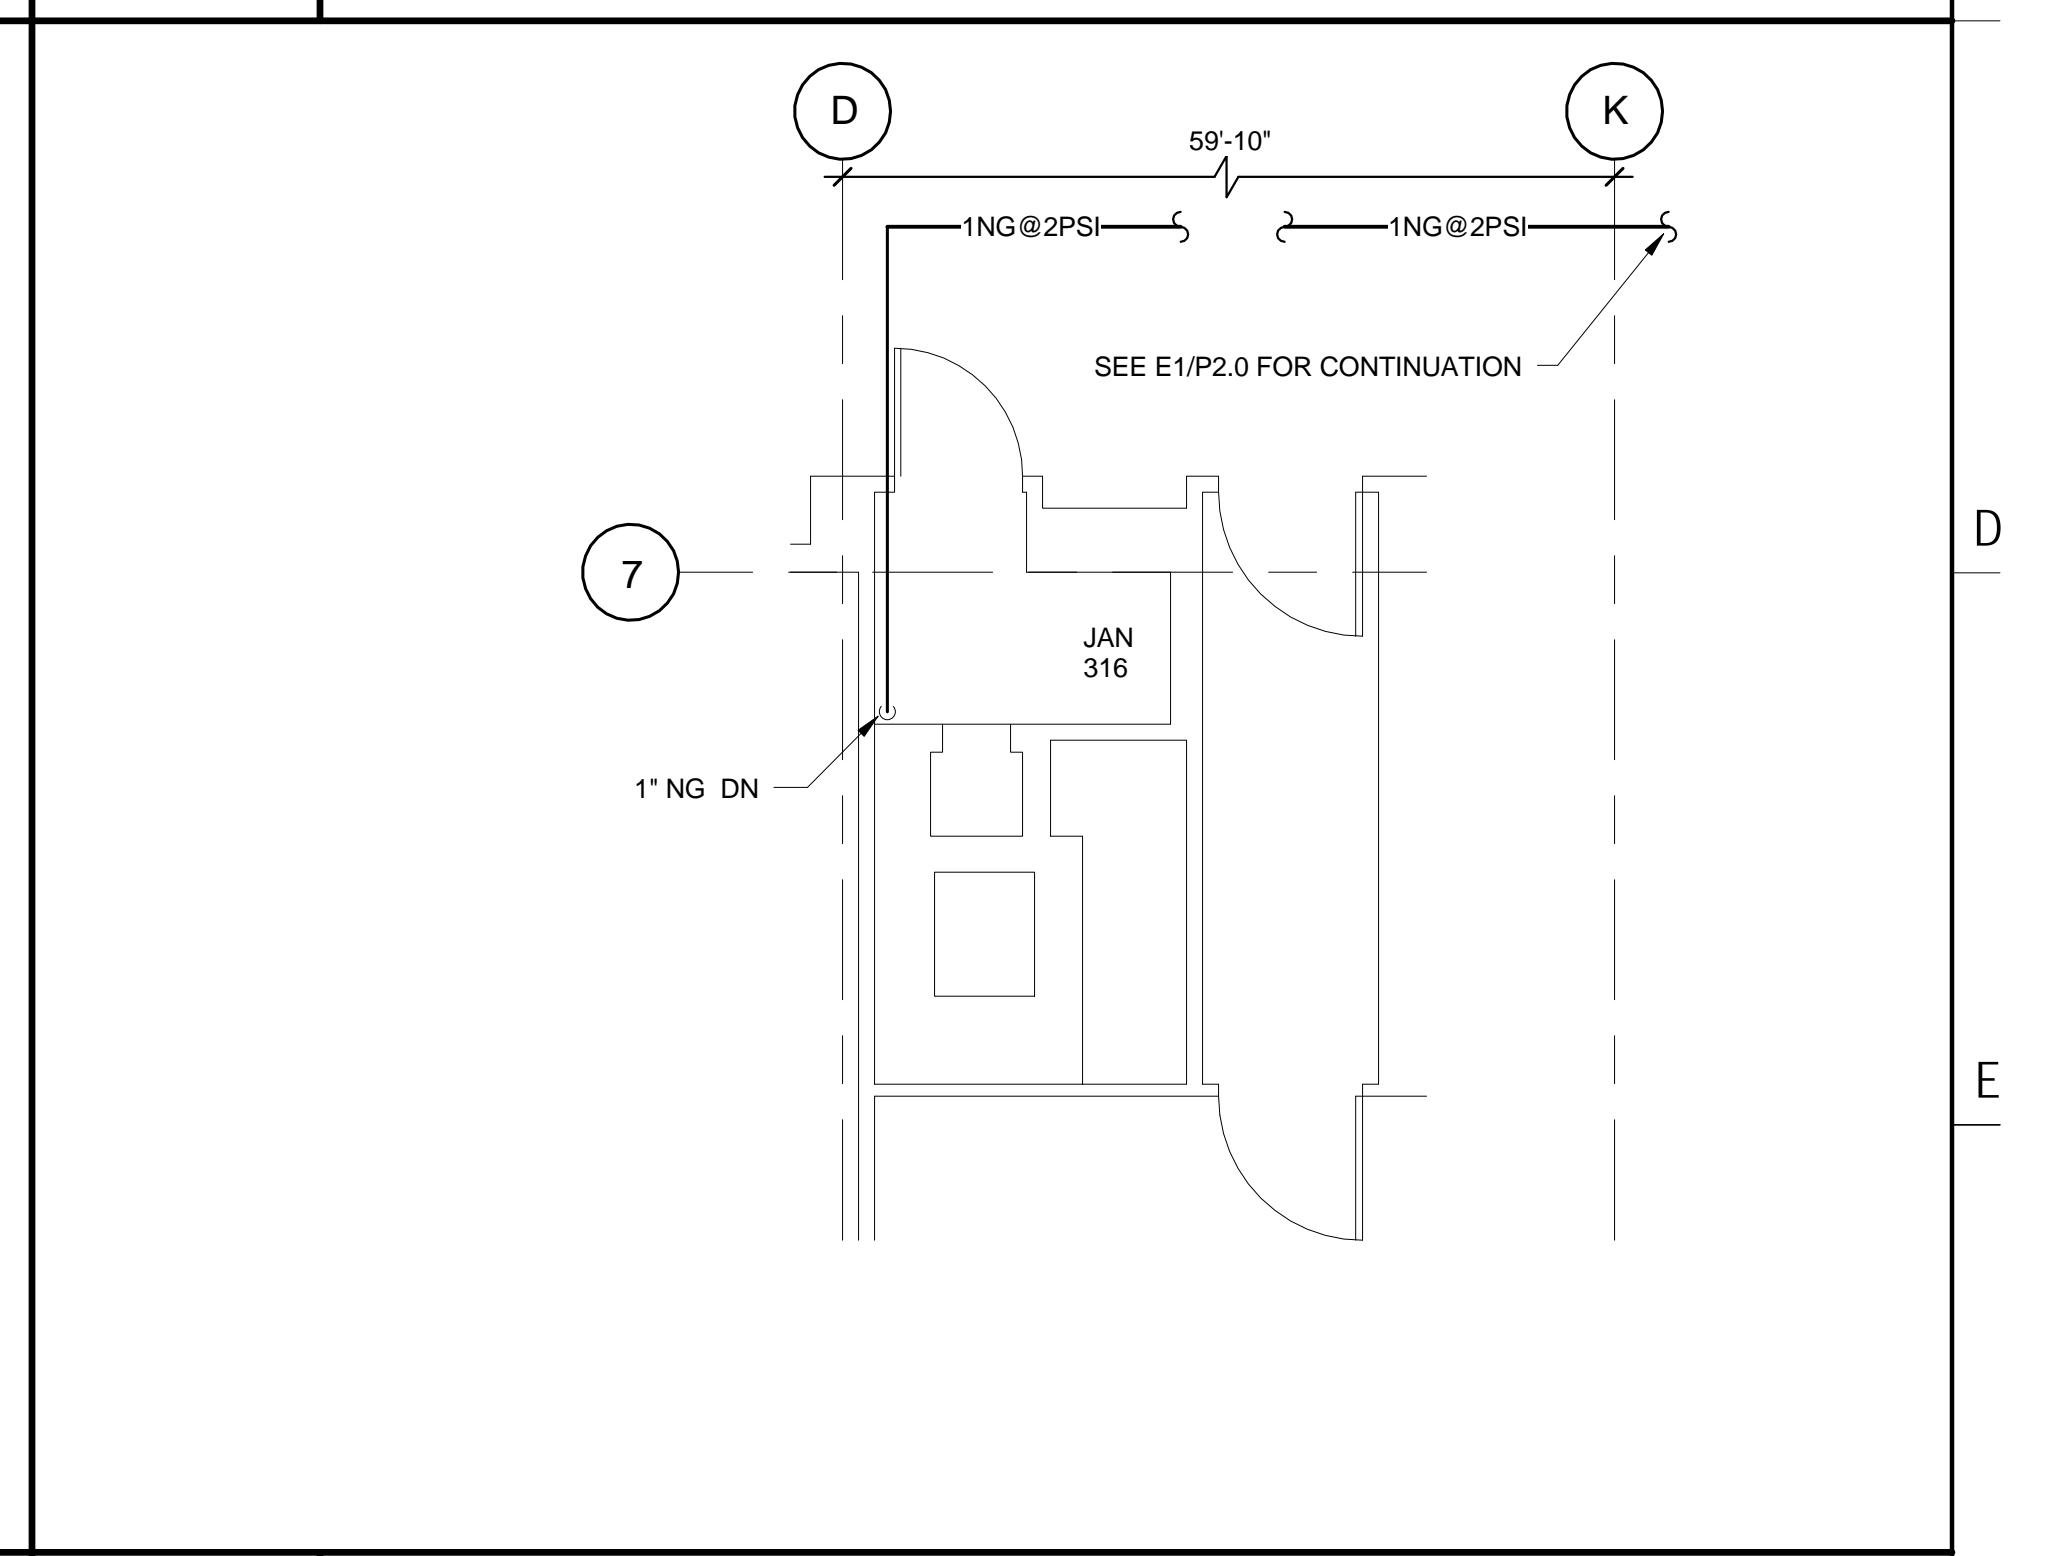 D
K
59'-10"
1NG@2PSI
1NG@2PSI
SEE E1/P2.0 FOR CONTINUATION
D
7
JAN
316
1" NG DN
E